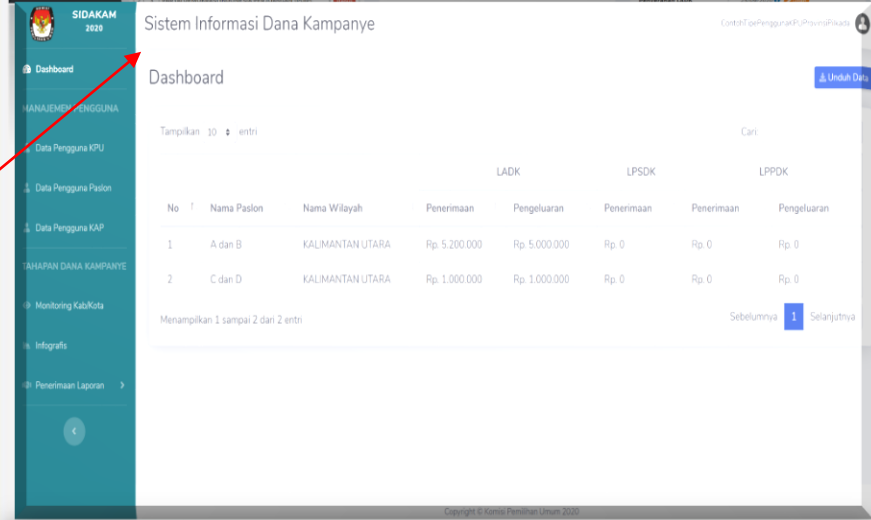 SIDAKAM
2020
Sistem Informasi Dana Kampanye
ContohTipePenggunaKPUProvinsiPilkada
Dashboard
MANAJEMEN PENGGUNA
Data Pengguna KPU
Data Pengguna Paslon
Data Pengguna KAP
TAHAPAN DANA KAMPANYE
Monitoring Kab/Kota
Infografis
Penerimaan Laporan
Dashboard
Unduh Data
Tampilkan 10 entri
Cari
LADK LPSDK LPPDK
No Nama Paslon Nama Wilayah Penerimaan Pengeluaran Penerimaan Penerimaan Pengeluaran
1 A dan B KALIMANTAN UTARA Rp. 5.200.000 Rp. 5.000.000 Rp. 0 Rp. 0 Rp. 0
2 C dan D KALIMANTAN UTARA Rp. 1.000.000 Rp. 1.000.000 Rp. 0 Rp. 0 Rp. 0
Menampilkan 1 sampai 2 dari 2 entri
Sebelumnya 1 Selanjutnya
Copyright © Komisi Pemilihan Umum 2020